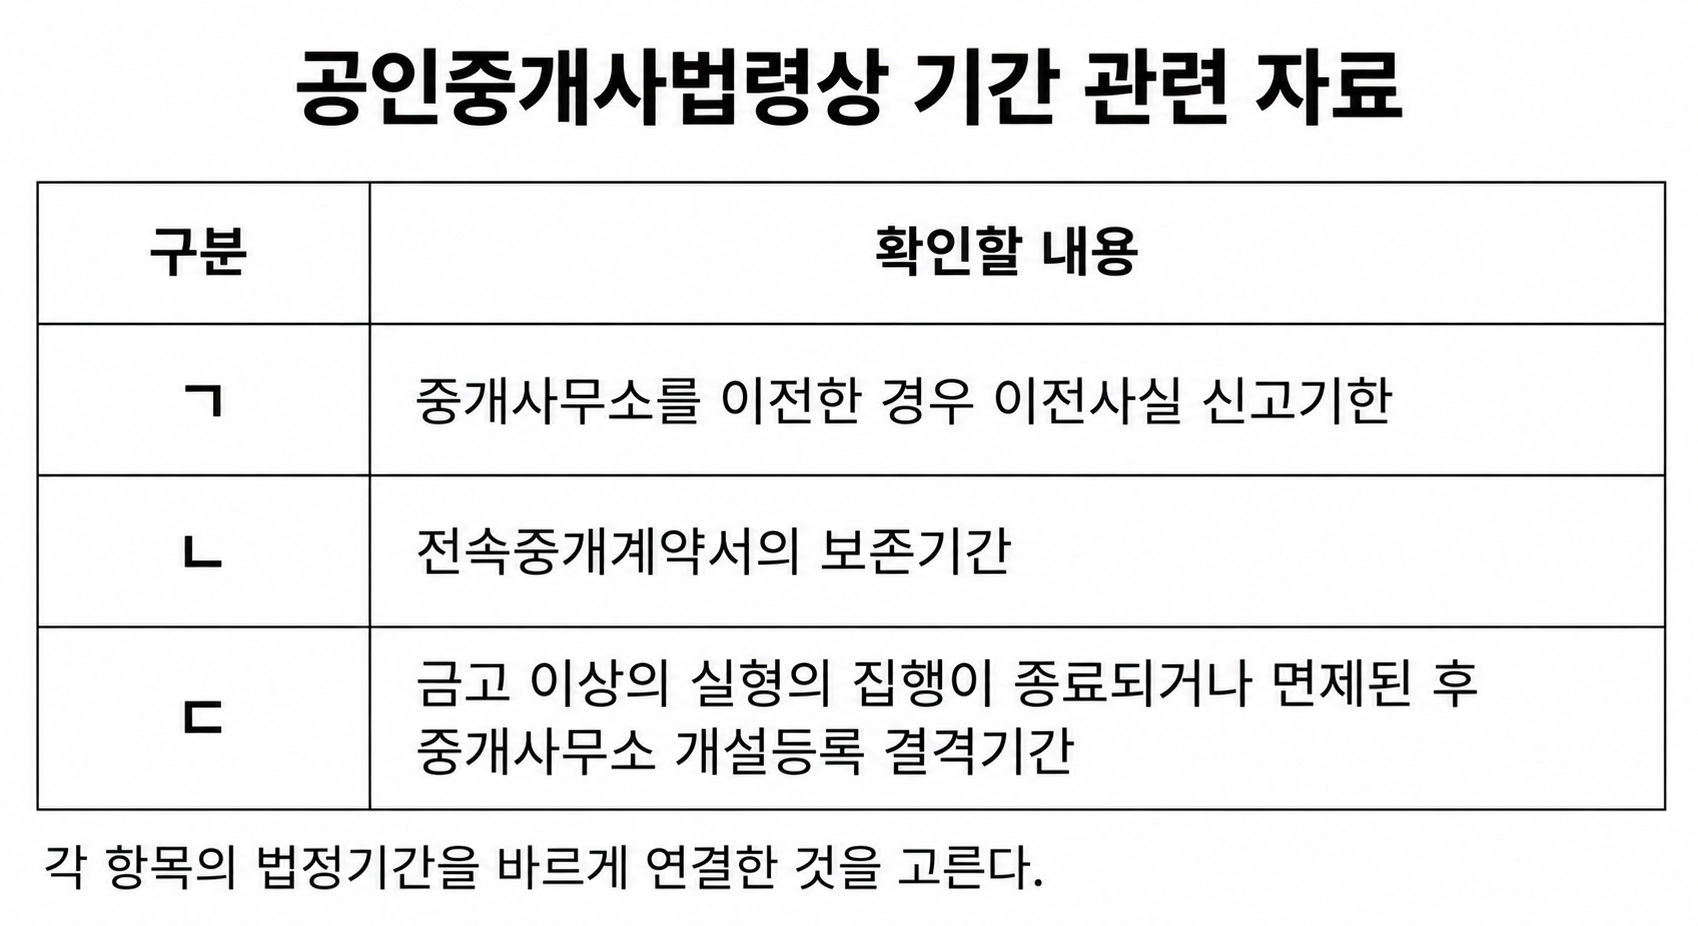 공인중개사법령상 기간 관련 자료
구분 확인할 내용
ㄱ 중개사무소를 이전한 경우 이전사실 신고기한
ㄴ 전속중개계약서의 보존기간
ㄷ 금고 이상의 실형의 집행이 종료되거나 면제된 후
중개사무소 개설등록 결격기간
각 항목의 법정기간을 바르게 연결한 것을 고른다.